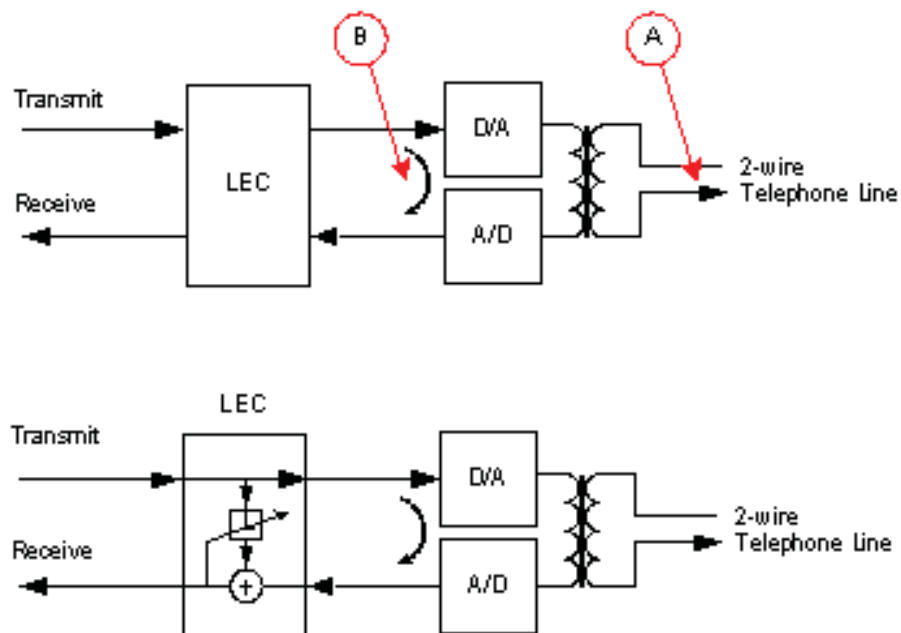 B
A
Transmit
D/A
LEC
2-wire
Telephone Line
Receive
A/D
LEC
Transmit
D/A
2-wire
Telephone Line
Receive
+
A/D